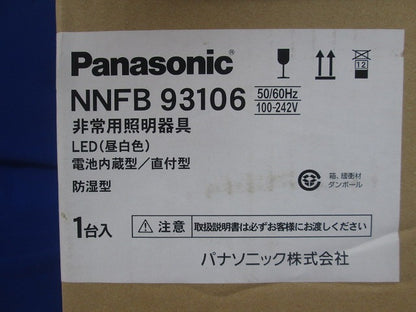 Panasonic®
12
NNFB 93106
50/60Hz
100-242V
非常用照明器具
LED(昼白色)
電池内蔵型/直付型
防湿型
箱、緩衝材
ダンボール
1台入
注意
取扱説明書は必ずお客様にお渡しください
パナソニック株式会社